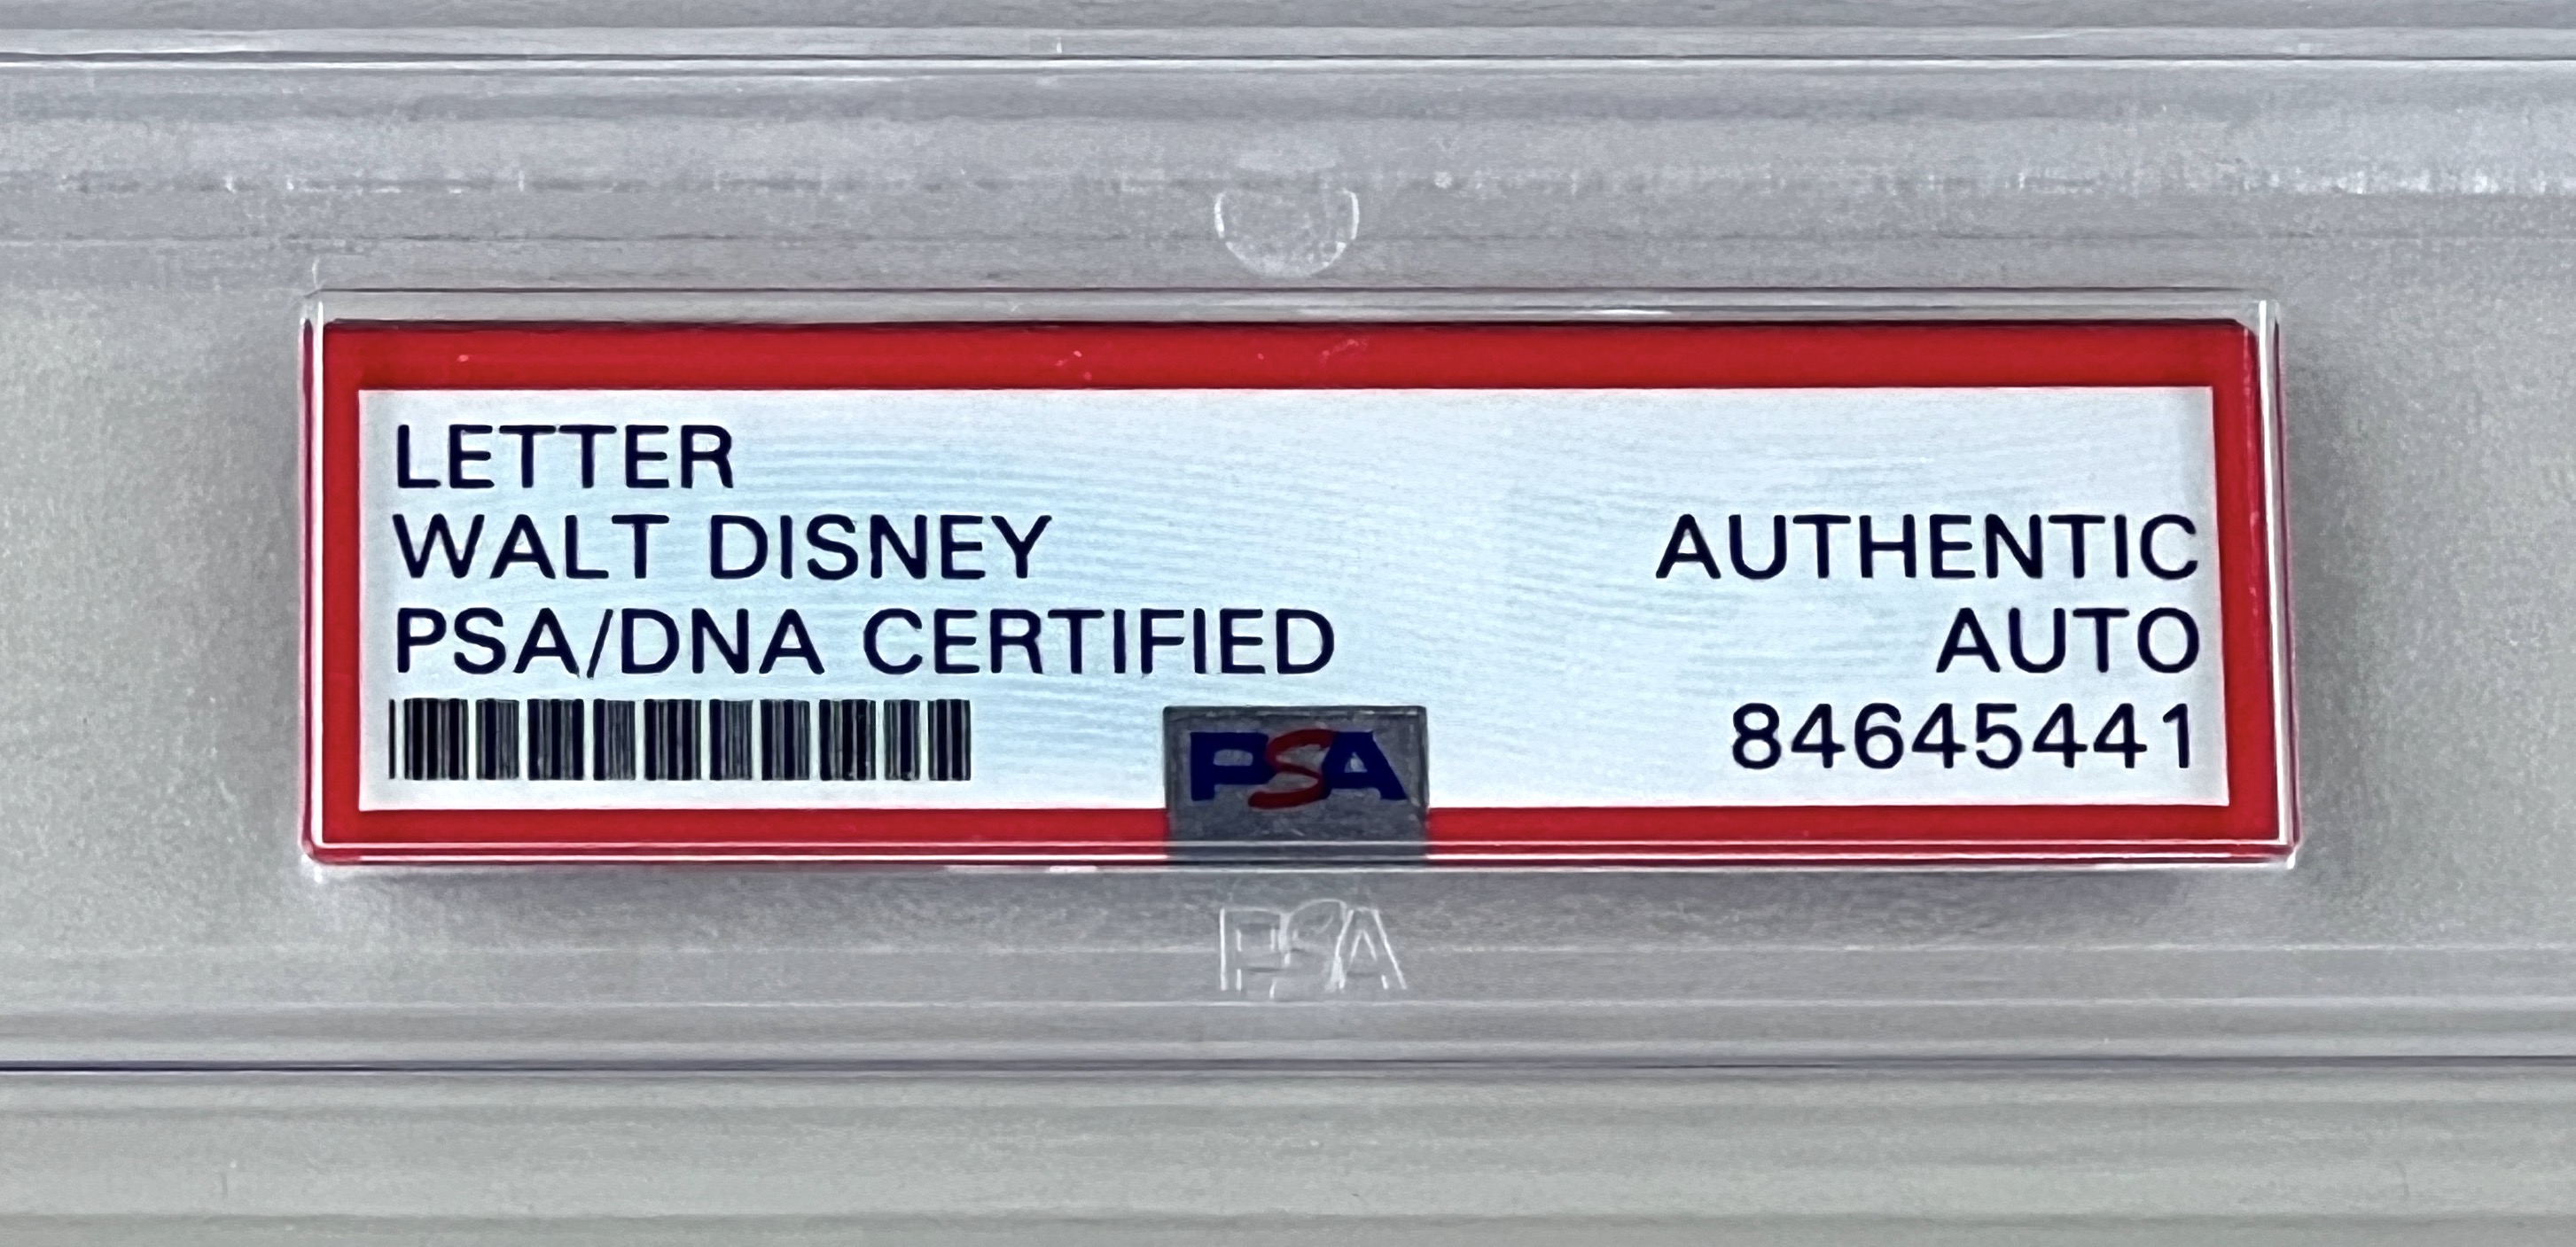 LETTER
WALT DISNEY
PSA/DNA CERTIFIED
AUTHENTIC
AUTO
84645441
PSA
PSA